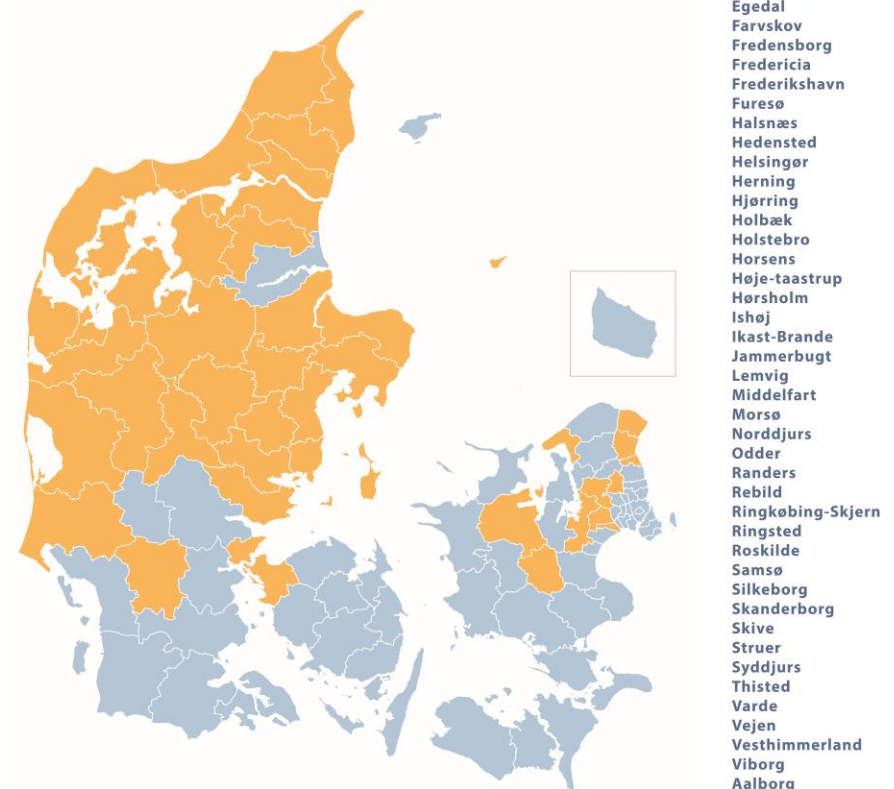 Egedal
Farvskov
Fredensborg
Fredericia
Frederikshavn
Furesø
Halsnæs
Hedensted
Helsingør
Herning
Hjørring
Holbæk
Holstebro
Horsens
Høje-taastrup
Hørsholm
Ishøj
Ikast-Brande
Jammerbugt
Lemvig
Middelfart
Morsø
Norddjurs
Odder
Randers
Rebild
Ringkøbing-Skjern
Ringsted
Roskilde
Samsø
Silkeborg
Skanderborg
Skive
Struer
Syddjurs
Thisted
Varde
Vejen
Vesthimmerland
Viborg
Aalborg